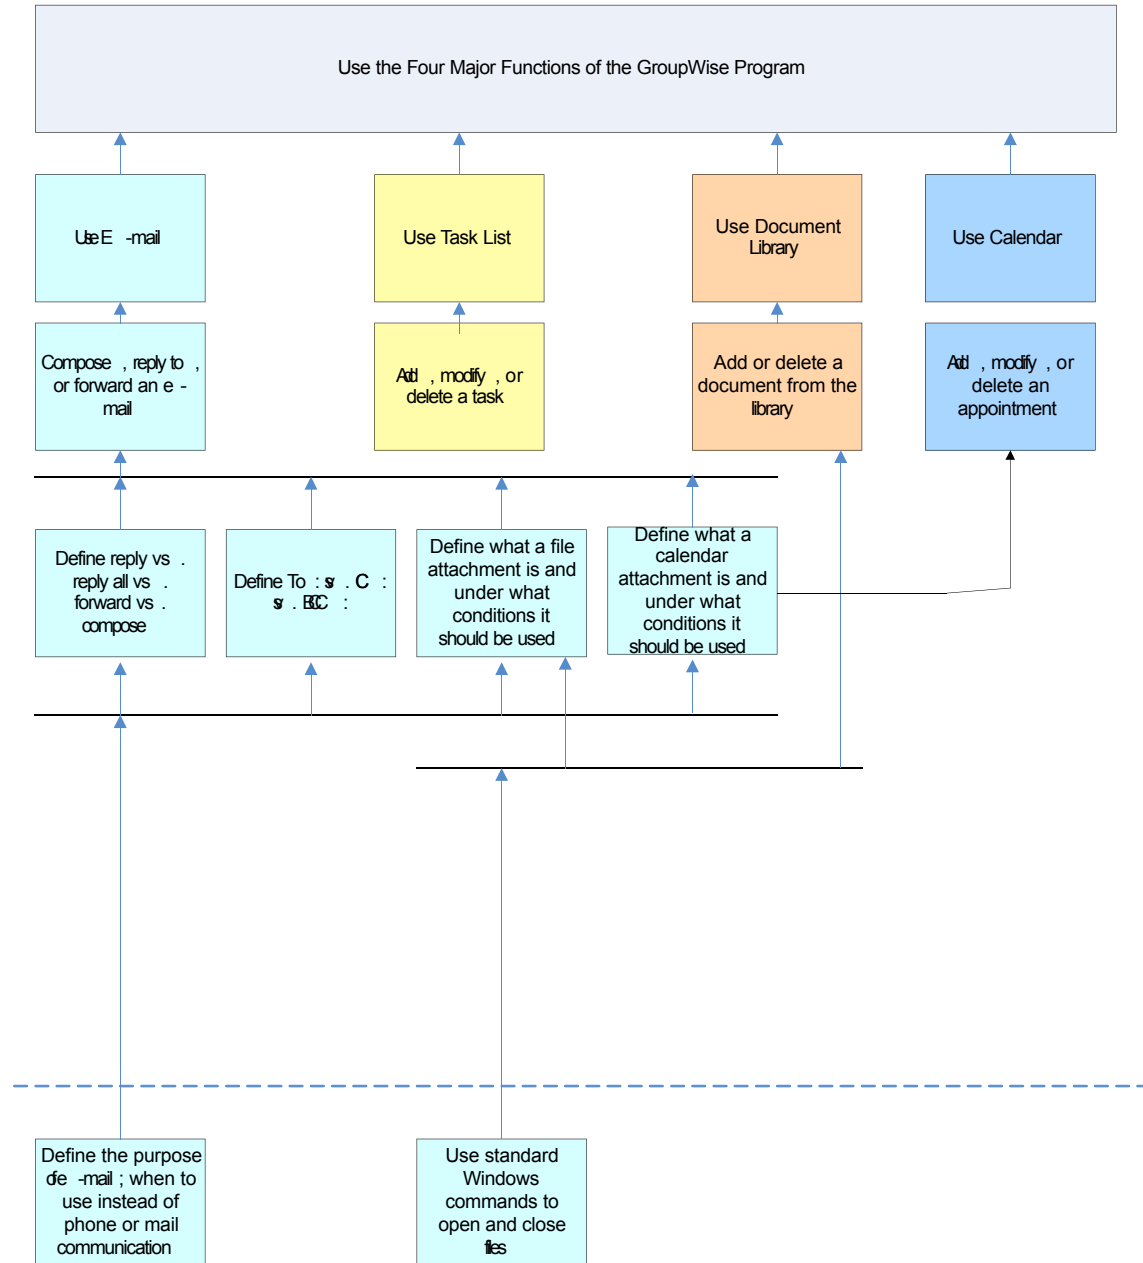 Use the Four Major Functions of the GroupWise Program
Use E -mail
Use Task List
Use Document
Library
Use Calendar
Compose , reply to ,
or forward an e -
mail
Add , modify , or
delete a task
Add or delete a
document from the
library
Add , modify , or
delete an
appointment
Define reply vs .
reply all vs .
forward vs .
compose
Define To : vs . CC :
vs . BCC :
Define what a file
attachment is and
under what
conditions it
should be used
Define what a
calendar
attachment is and
under what
conditions it
should be used
Define the purpose
of e -mail ; when to
use instead of
phone or mail
communication
Use standard
Windows
commands to
open and close
files